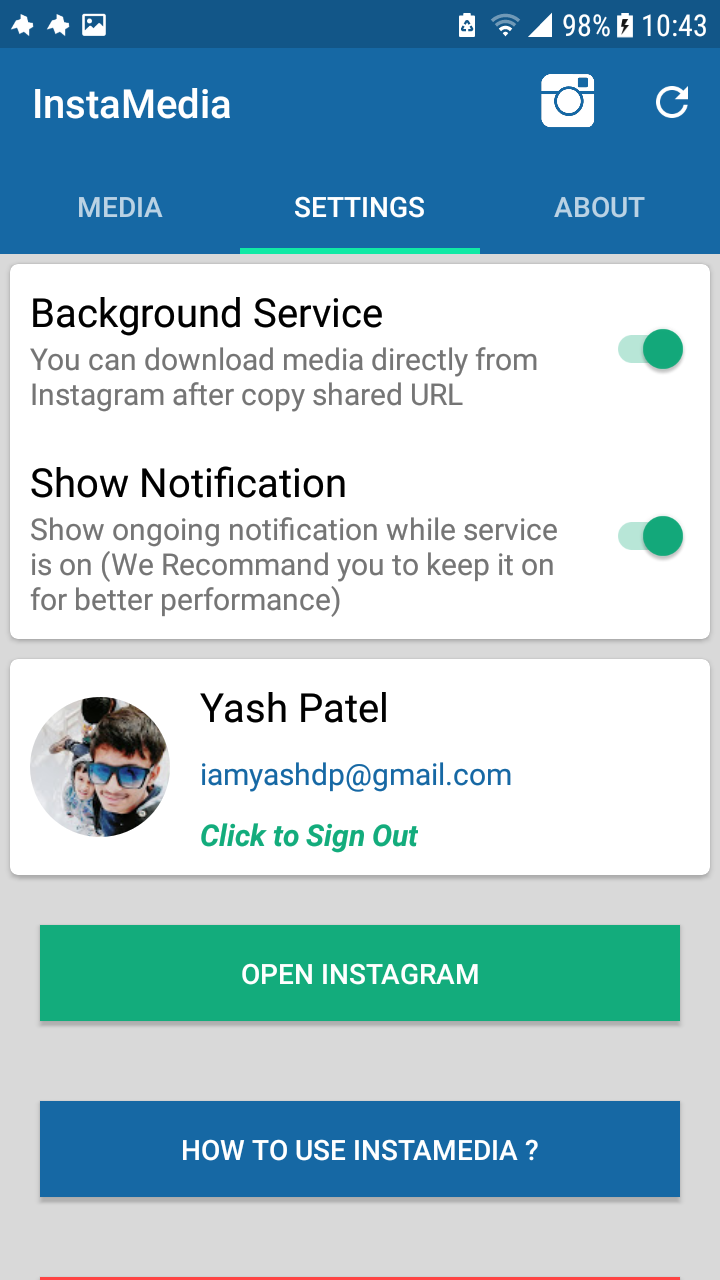 98% 10:43
InstaMedia
MEDIA SETTINGS ABOUT
Background Service
You can download media directly from
Instagram after copy shared URL
Show Notification
Show ongoing notification while service
is on (We Recommand you to keep it on
for better performance)
Yash Patel
iamyashdp@gmail.com
Click to Sign Out
OPEN INSTAGRAM
HOW TO USE INSTAMEDIA ?